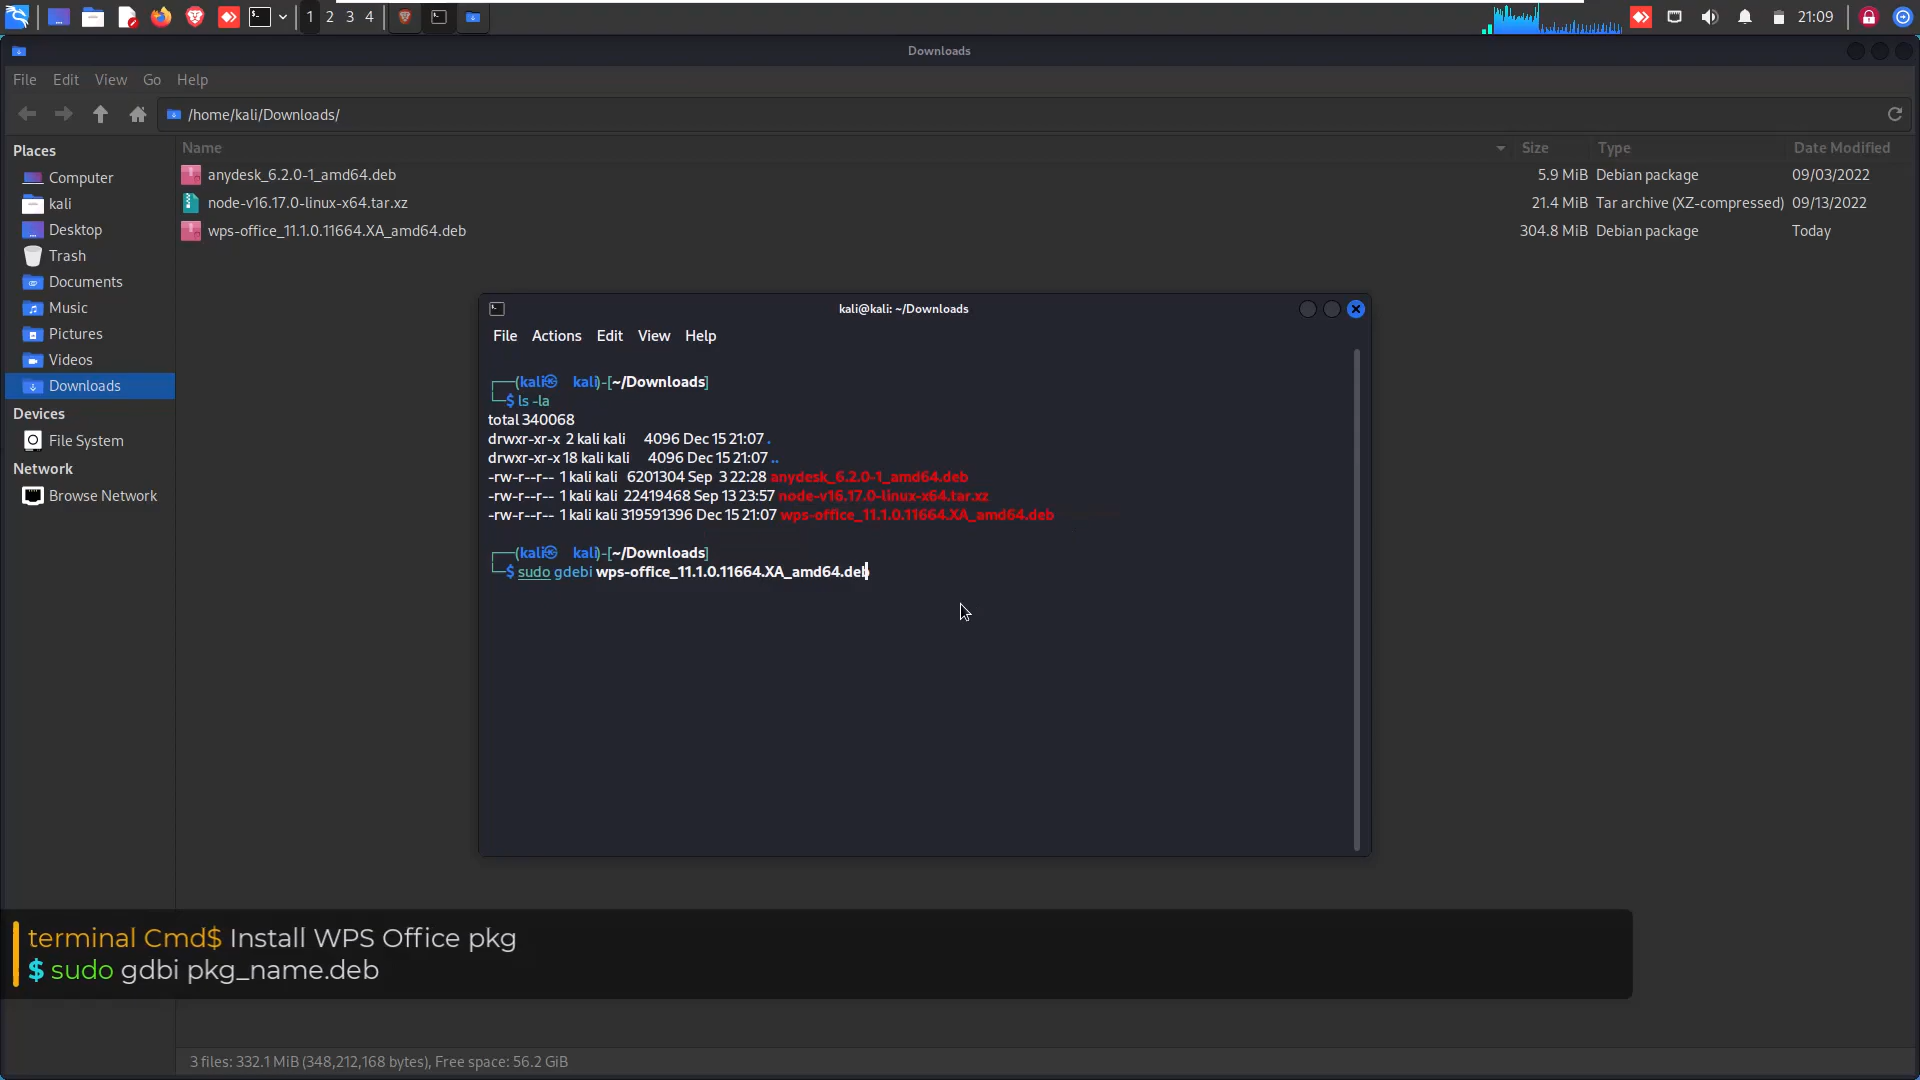 1 2 3 4
21:09
Downloads
File Edit View Go Help
/home/kali/Downloads/
Places
Computer
kali
Desktop
Trash
Documents
Music
Pictures
Videos
Downloads
Devices
File System
Network
Browse Network
Name Size Type Date Modified
anydesk_6.2.0-1_amd64.deb 5.9 MiB Debian package 09/03/2022
node-v16.17.0-linux-x64.tar.xz 21.4 MiB Tar archive (XZ-compressed) 09/13/2022
wps-office_11.1.0.11664.XA_amd64.deb 304.8 MiB Debian package Today
kali@kali: ~/Downloads
File Actions Edit View Help
┌──(kali㉿ kali)-[~/Downloads]
└─$ ls -la
total 340068
drwxr-xr-x 2 kali kali 4096 Dec 15 21:07 .
drwxr-xr-x 18 kali kali 4096 Dec 15 21:07 ..
-rw-r--r-- 1 kali kali 6201304 Sep 3 22:28 anydesk_6.2.0-1_amd64.deb
-rw-r--r-- 1 kali kali 22419468 Sep 13 23:57 node-v16.17.0-linux-x64.tar.xz
-rw-r--r-- 1 kali kali 319591396 Dec 15 21:07 wps-office_11.1.0.11664.XA_amd64.deb
┌──(kali㉿ kali)-[~/Downloads]
└─$ sudo gdebi wps-office_11.1.0.11664.XA_amd64.deb
terminal Cmd$ Install WPS Office pkg
$ sudo gdbi pkg_name.deb
3 files: 332.1 MiB (348,212,168 bytes), Free space: 56.2 GiB